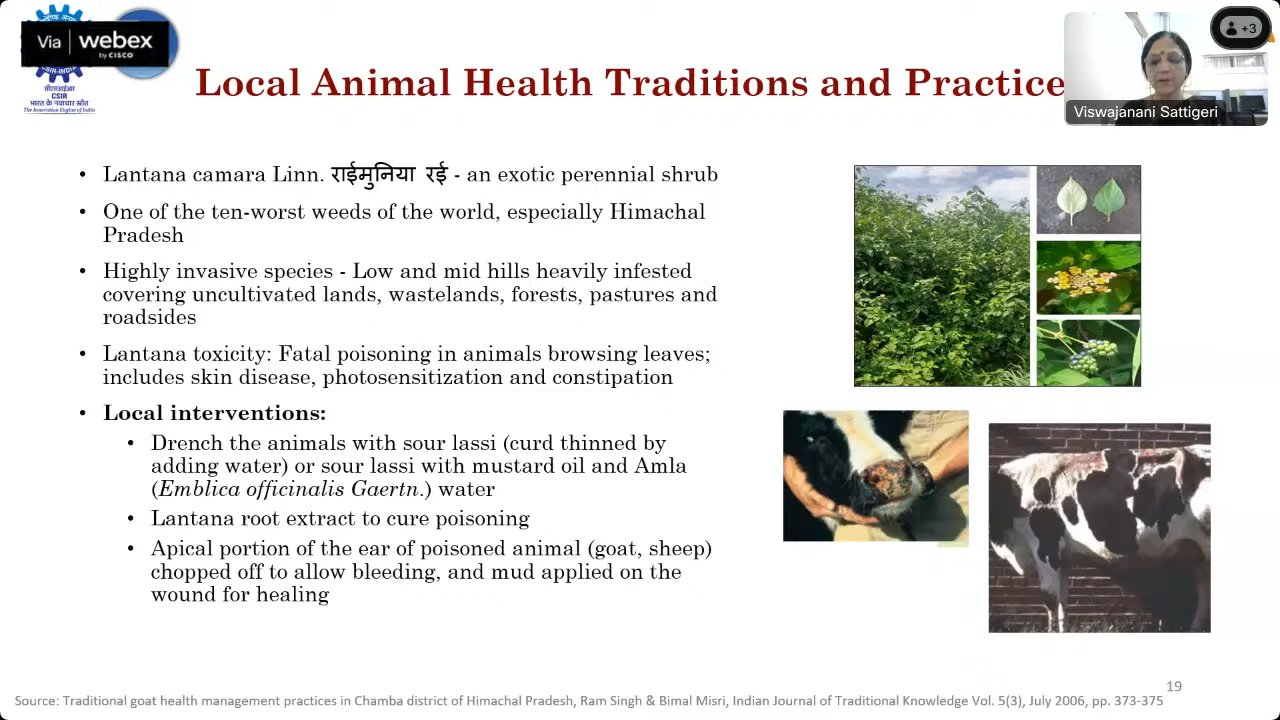 Via webex
by CISCO
CSIR-INDIA
सीएसआईआर
CSIR
भारत का नवाचार इंजन
The Innovation Engine of India
Local Animal Health Traditions and Practice
+3
Viswajanani Sattigeri
• Lantana camara Linn. राईमुनिया रई - an exotic perennial shrub
• One of the ten-worst weeds of the world, especially Himachal
Pradesh
• Highly invasive species - Low and mid hills heavily infested
covering uncultivated lands, wastelands, forests, pastures and
roadsides
• Lantana toxicity: Fatal poisoning in animals browsing leaves;
includes skin disease, photosensitization and constipation
• Local interventions:
• Drench the animals with sour lassi (curd thinned by
adding water) or sour lassi with mustard oil and Amla
(Emblica officinalis Gaertn.) water
• Lantana root extract to cure poisoning
• Apical portion of the ear of poisoned animal (goat, sheep)
chopped off to allow bleeding, and mud applied on the
wound for healing
19
Source: Traditional goat health management practices in Chamba district of Himachal Pradesh, Ram Singh & Bimal Misri, Indian Journal of Traditional Knowledge Vol. 5(3), July 2006, pp. 373-375